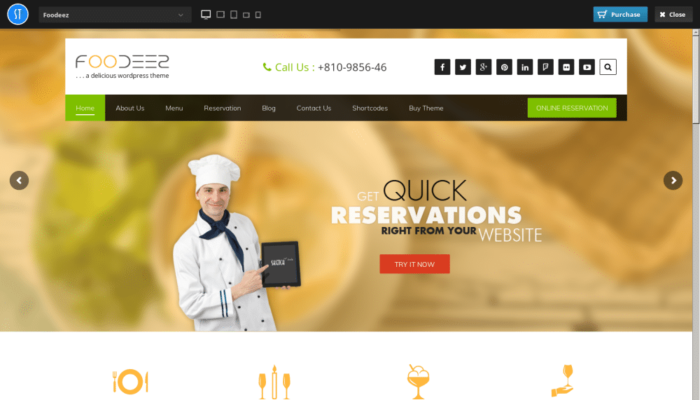 ST
Foodeez
Purchase
Close
FOODEEZ
. . . a delicious wordpress theme
Call Us : +810-9856-46
Home
About Us
Menu
Reservation
Blog
Contact Us
Shortcodes
Buy Theme
ONLINE RESERVATION
GET QUICK
RESERVATIONS
RIGHT FROM YOUR WEBSITE
TRY IT NOW